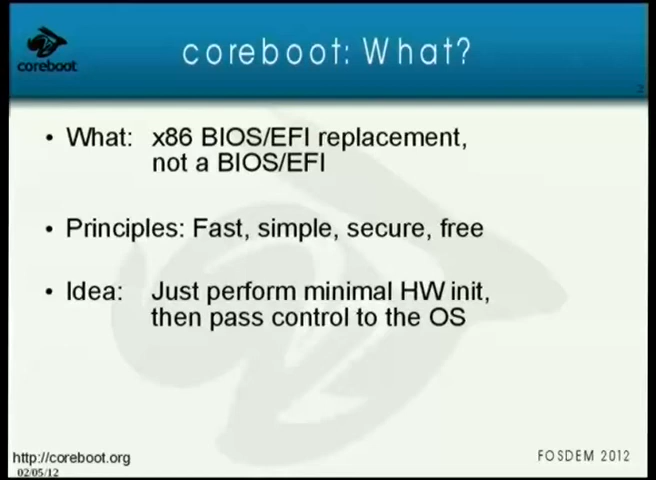 coreboot: What?
coreboot
2
• What: x86 BIOS/EFI replacement,
not a BIOS/EFI
• Principles: Fast, simple, secure, free
• Idea: Just perform minimal HW init,
then pass control to the OS
http://coreboot.org
FOSDEM 2012
02/05/12